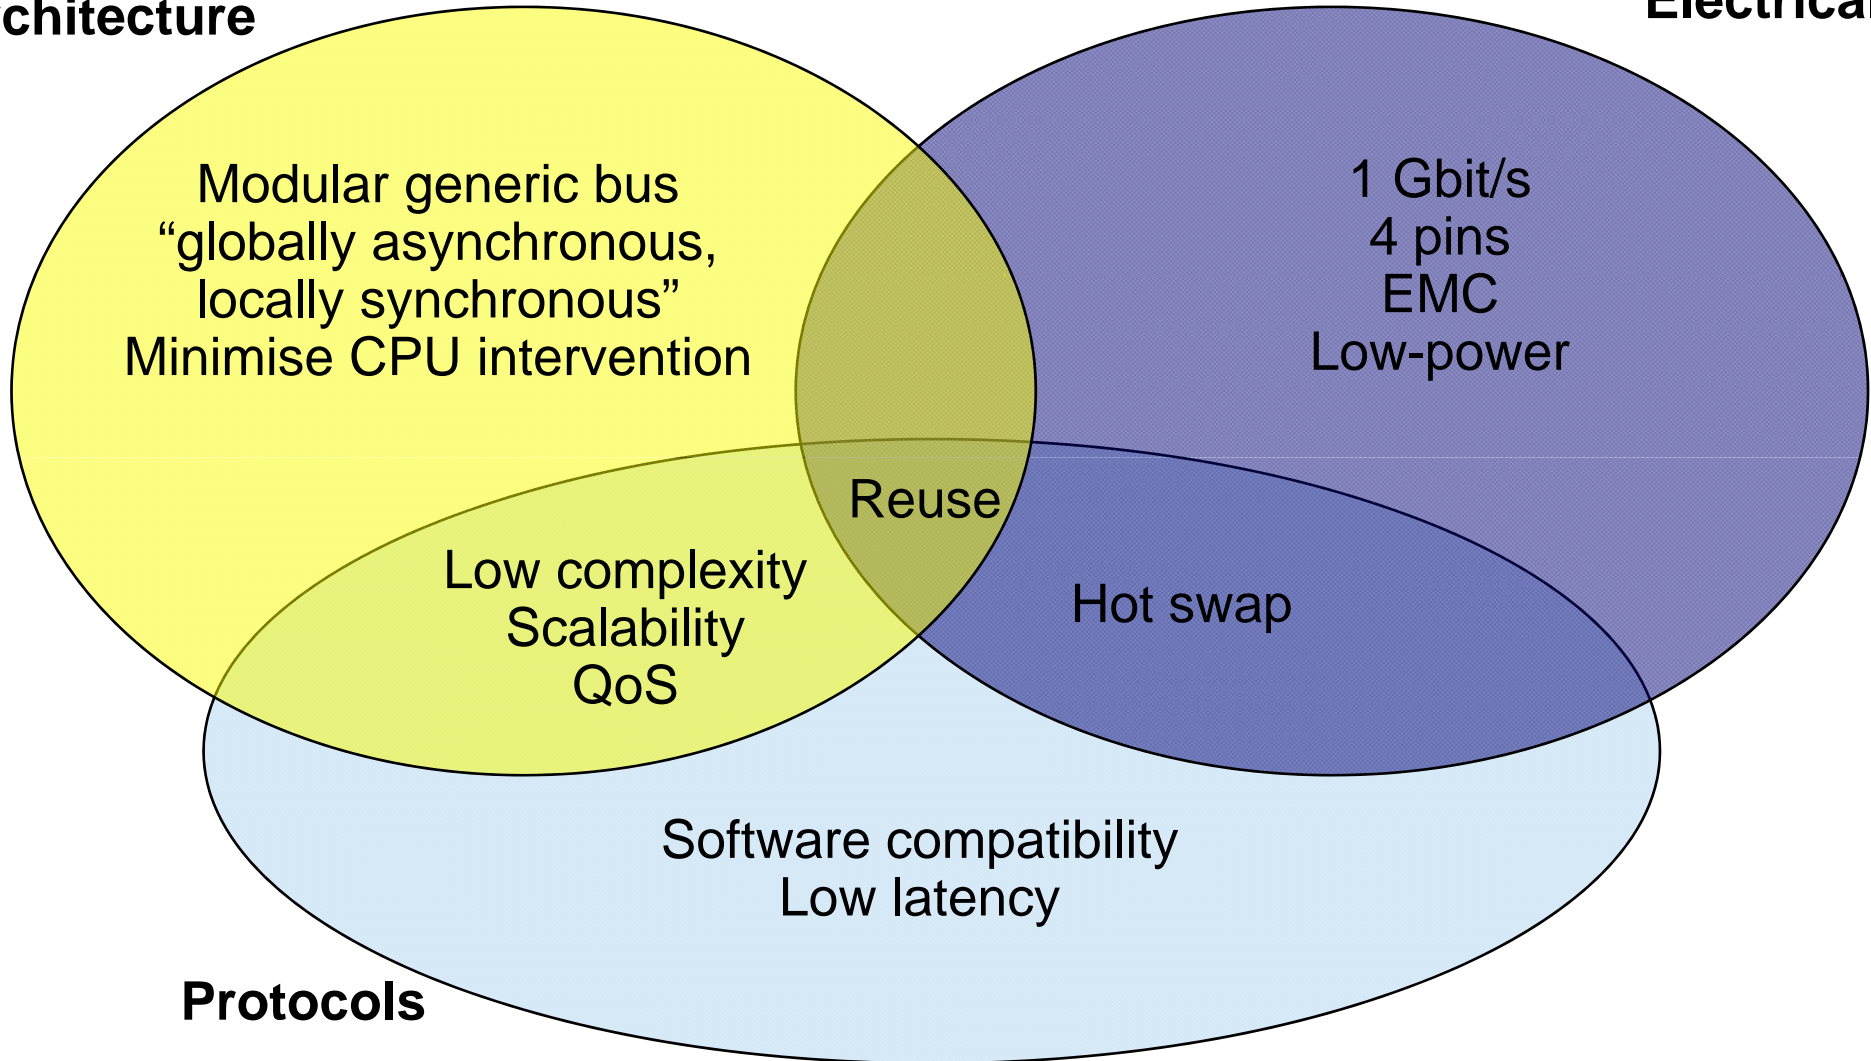 chitecture
Electrical
Modular generic bus
“globally asynchronous,
locally synchronous”
Minimise CPU intervention
1 Gbit/s
4 pins
EMC
Low-power
Reuse
Low complexity
Scalability
QoS
Hot swap
Software compatibility
Low latency
Protocols